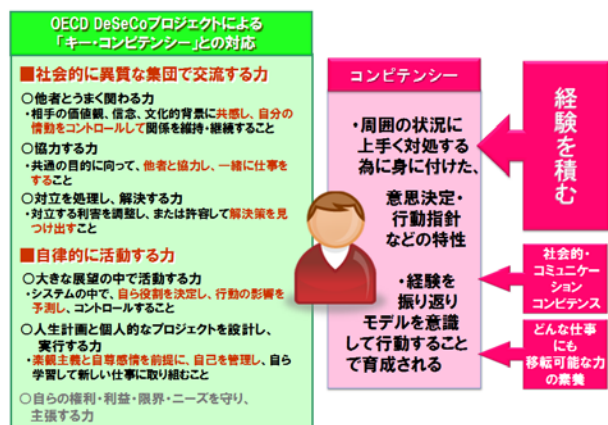 OECD DeSeCoプロジェクトによる
「キー・コンピテンシー」との対応
■社会的に異質な集団で交流する力
○他者とうまく関わる力
・相手の価値観、信念、文化的背景に共感し、自分の
情動をコントロールして関係を維持・継続すること
○協力する力
・共通の目的に向って、他者と協力し、一緒に仕事を
すること
○対立を処理し、解決する力
・対立する利害を調整し、または許容して解決策を見
つけ出すこと
■自律的に活動する力
○大きな展望の中で活動する力
・システムの中で、自ら役割を決定し、行動の影響を
予測し、コントロールすること
○人生計画と個人的なプロジェクトを設計し、
実行する力
・楽観主義と自尊感情を前提に、自己を管理し、自ら
学習して新しい仕事に取り組むこと
○自らの権利・利益・限界・ニーズを守り、
主張する力
コンピテンシー
・周囲の状況に
上手く対処する
為に身に付けた、
意思決定・
行動指針
などの特性
・経験を
振り返り
モデルを意識
して行動すること
で育成される
経験を積む
社会的・
コミュニケー
ション
コンピテンス
どんな仕事
にも
移転可能な力
の素養